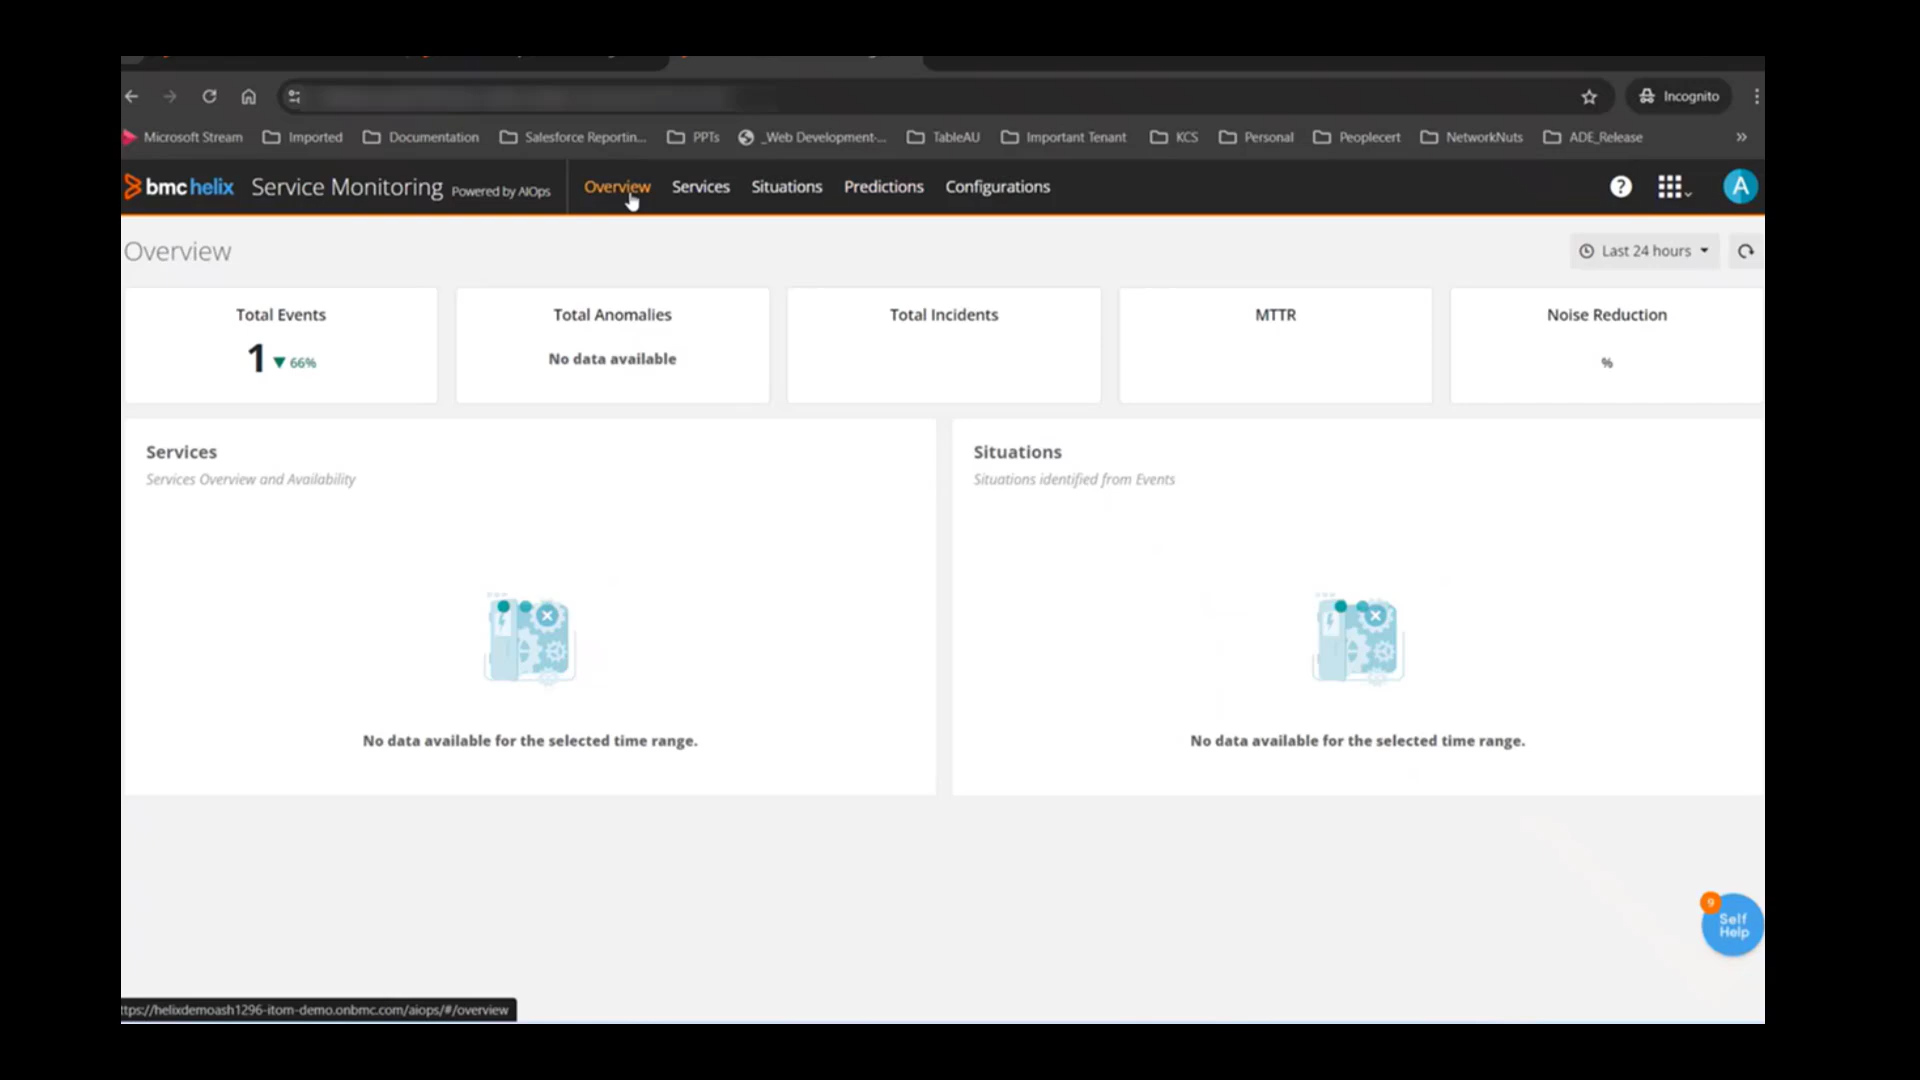 Incognito
Microsoft Stream Imported Documentation Salesforce Reportin... PPTs _Web Development-... TableAU Important Tenant KCS Personal Peoplecert NetworkNuts ADE_Release »
bmc helix Service Monitoring Powered by AIOps Overview Services Situations Predictions Configurations ? A
Overview Last 24 hours
Total Events Total Anomalies Total Incidents MTTR Noise Reduction
1 ▼ 66% No data available %
Services
Services Overview and Availability
No data available for the selected time range.
Situations
Situations identified from Events
No data available for the selected time range.
9
Self
Help
ttps://helixdemoash1296-itom-demo.onbmc.com/aiops/#/overview